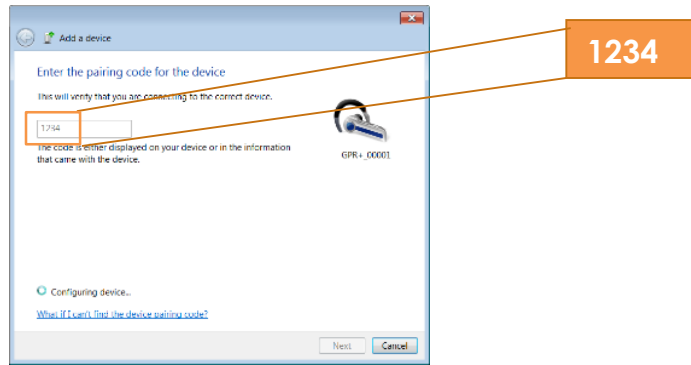 Add a device
Enter the pairing code for the device
This will verify that you are connecting to the correct device.
1234
The code is either displayed on your device or in the information
that came with the device.
GPR+_00001
Configuring device...
What if I can't find the device pairing code?
Next
Cancel
1234